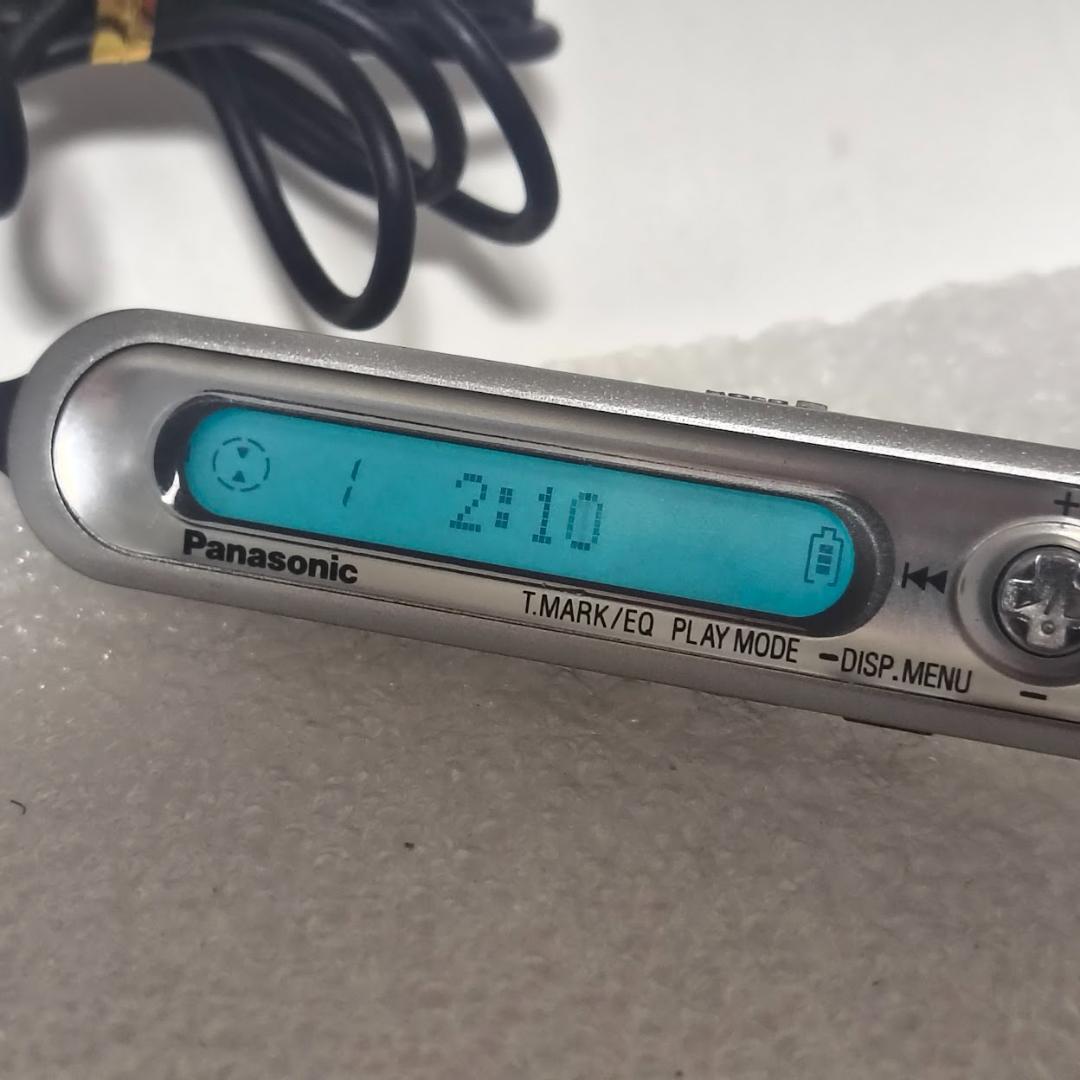 1 2:10
Panasonic
T.MARK/EQ PLAY MODE −DISP.MENU
+
−